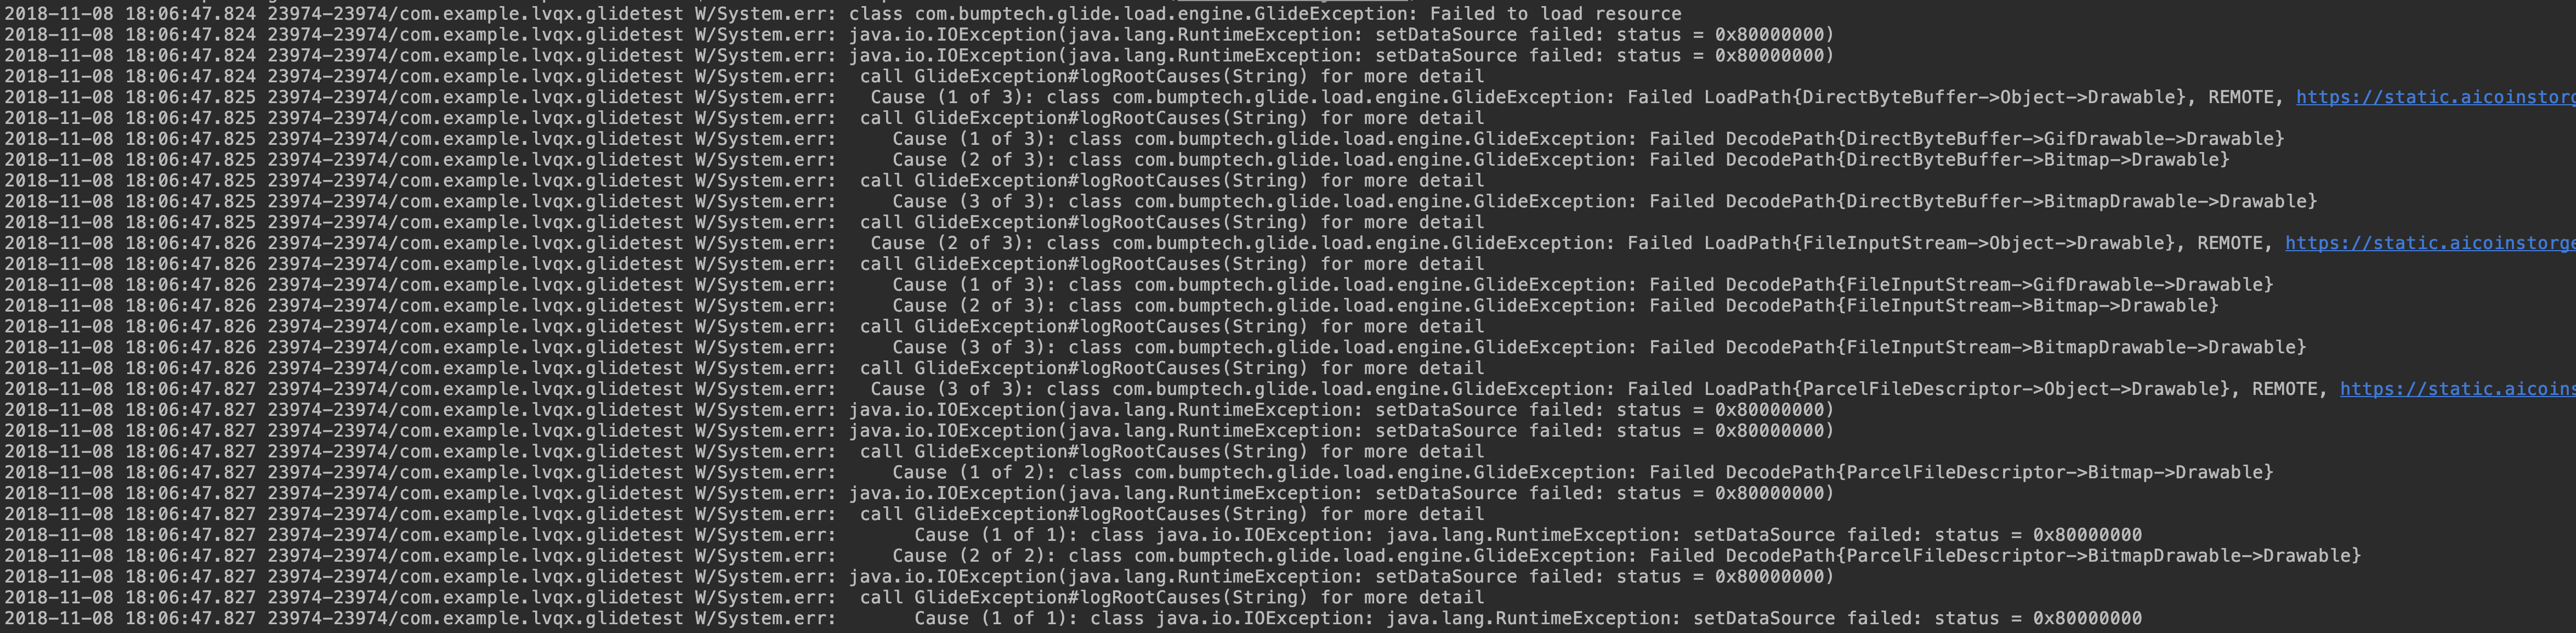 2018-11-08 18:06:47.824 23974-23974/com.example.lvqx.glidetest W/System.err: class com.bumptech.glide.load.engine.GlideException: Failed to load resource
2018-11-08 18:06:47.824 23974-23974/com.example.lvqx.glidetest W/System.err: java.io.IOException(java.lang.RuntimeException: setDataSource failed: status = 0x80000000)
2018-11-08 18:06:47.824 23974-23974/com.example.lvqx.glidetest W/System.err: java.io.IOException(java.lang.RuntimeException: setDataSource failed: status = 0x80000000)
2018-11-08 18:06:47.824 23974-23974/com.example.lvqx.glidetest W/System.err:  call GlideException#logRootCauses(String) for more detail
2018-11-08 18:06:47.825 23974-23974/com.example.lvqx.glidetest W/System.err:   Cause (1 of 3): class com.bumptech.glide.load.engine.GlideException: Failed LoadPath{DirectByteBuffer->Object->Drawable}, REMOTE, https://static.aicoinstorg
2018-11-08 18:06:47.825 23974-23974/com.example.lvqx.glidetest W/System.err:  call GlideException#logRootCauses(String) for more detail
2018-11-08 18:06:47.825 23974-23974/com.example.lvqx.glidetest W/System.err:     Cause (1 of 3): class com.bumptech.glide.load.engine.GlideException: Failed DecodePath{DirectByteBuffer->GifDrawable->Drawable}
2018-11-08 18:06:47.825 23974-23974/com.example.lvqx.glidetest W/System.err:     Cause (2 of 3): class com.bumptech.glide.load.engine.GlideException: Failed DecodePath{DirectByteBuffer->Bitmap->Drawable}
2018-11-08 18:06:47.825 23974-23974/com.example.lvqx.glidetest W/System.err:  call GlideException#logRootCauses(String) for more detail
2018-11-08 18:06:47.825 23974-23974/com.example.lvqx.glidetest W/System.err:     Cause (3 of 3): class com.bumptech.glide.load.engine.GlideException: Failed DecodePath{DirectByteBuffer->BitmapDrawable->Drawable}
2018-11-08 18:06:47.825 23974-23974/com.example.lvqx.glidetest W/System.err:  call GlideException#logRootCauses(String) for more detail
2018-11-08 18:06:47.826 23974-23974/com.example.lvqx.glidetest W/System.err:   Cause (2 of 3): class com.bumptech.glide.load.engine.GlideException: Failed LoadPath{FileInputStream->Object->Drawable}, REMOTE, https://static.aicoinstorge
2018-11-08 18:06:47.826 23974-23974/com.example.lvqx.glidetest W/System.err:  call GlideException#logRootCauses(String) for more detail
2018-11-08 18:06:47.826 23974-23974/com.example.lvqx.glidetest W/System.err:     Cause (1 of 3): class com.bumptech.glide.load.engine.GlideException: Failed DecodePath{FileInputStream->GifDrawable->Drawable}
2018-11-08 18:06:47.826 23974-23974/com.example.lvqx.glidetest W/System.err:     Cause (2 of 3): class com.bumptech.glide.load.engine.GlideException: Failed DecodePath{FileInputStream->Bitmap->Drawable}
2018-11-08 18:06:47.826 23974-23974/com.example.lvqx.glidetest W/System.err:  call GlideException#logRootCauses(String) for more detail
2018-11-08 18:06:47.826 23974-23974/com.example.lvqx.glidetest W/System.err:     Cause (3 of 3): class com.bumptech.glide.load.engine.GlideException: Failed DecodePath{FileInputStream->BitmapDrawable->Drawable}
2018-11-08 18:06:47.826 23974-23974/com.example.lvqx.glidetest W/System.err:  call GlideException#logRootCauses(String) for more detail
2018-11-08 18:06:47.827 23974-23974/com.example.lvqx.glidetest W/System.err:   Cause (3 of 3): class com.bumptech.glide.load.engine.GlideException: Failed LoadPath{ParcelFileDescriptor->Object->Drawable}, REMOTE, https://static.aicoins
2018-11-08 18:06:47.827 23974-23974/com.example.lvqx.glidetest W/System.err: java.io.IOException(java.lang.RuntimeException: setDataSource failed: status = 0x80000000)
2018-11-08 18:06:47.827 23974-23974/com.example.lvqx.glidetest W/System.err: java.io.IOException(java.lang.RuntimeException: setDataSource failed: status = 0x80000000)
2018-11-08 18:06:47.827 23974-23974/com.example.lvqx.glidetest W/System.err:  call GlideException#logRootCauses(String) for more detail
2018-11-08 18:06:47.827 23974-23974/com.example.lvqx.glidetest W/System.err:     Cause (1 of 2): class com.bumptech.glide.load.engine.GlideException: Failed DecodePath{ParcelFileDescriptor->Bitmap->Drawable}
2018-11-08 18:06:47.827 23974-23974/com.example.lvqx.glidetest W/System.err: java.io.IOException(java.lang.RuntimeException: setDataSource failed: status = 0x80000000)
2018-11-08 18:06:47.827 23974-23974/com.example.lvqx.glidetest W/System.err:  call GlideException#logRootCauses(String) for more detail
2018-11-08 18:06:47.827 23974-23974/com.example.lvqx.glidetest W/System.err:       Cause (1 of 1): class java.io.IOException: java.lang.RuntimeException: setDataSource failed: status = 0x80000000
2018-11-08 18:06:47.827 23974-23974/com.example.lvqx.glidetest W/System.err:     Cause (2 of 2): class com.bumptech.glide.load.engine.GlideException: Failed DecodePath{ParcelFileDescriptor->BitmapDrawable->Drawable}
2018-11-08 18:06:47.827 23974-23974/com.example.lvqx.glidetest W/System.err: java.io.IOException(java.lang.RuntimeException: setDataSource failed: status = 0x80000000)
2018-11-08 18:06:47.827 23974-23974/com.example.lvqx.glidetest W/System.err:  call GlideException#logRootCauses(String) for more detail
2018-11-08 18:06:47.827 23974-23974/com.example.lvqx.glidetest W/System.err:       Cause (1 of 1): class java.io.IOException: java.lang.RuntimeException: setDataSource failed: status = 0x80000000